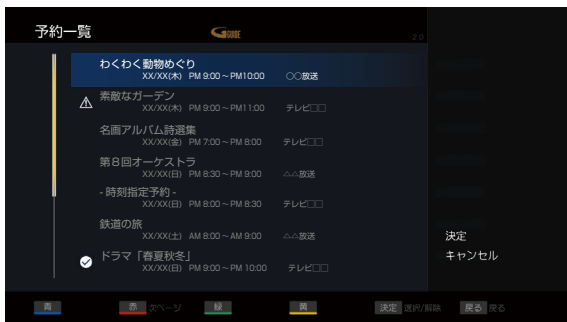 予約一覧
G GUIDE
20
わくわく動物めぐり
XX/XX(木) PM 9:00～PM10:00 ○○放送
素敵なガーデン
XX/XX(木) PM 9:00～PM11:00 テレビ□□
名画アルバム詩選集
XX/XX(金) PM 7:00～PM 8:00 テレビ□□
第８回オーケストラ
XX/XX(日) PM 8:30～PM 9:00 △△放送
- 時刻指定予約 -
XX/XX(日) PM 8:00～PM 8:30 テレビ□□
鉄道の旅
XX/XX(土) AM 8:00～AM 9:00 △△放送
ドラマ「春夏秋冬」
XX/XX(日) PM 9:00～PM 10:00 テレビ□□
決定
キャンセル
青 赤 次ページ 緑 黄 決定 選択/解除 戻る 戻る